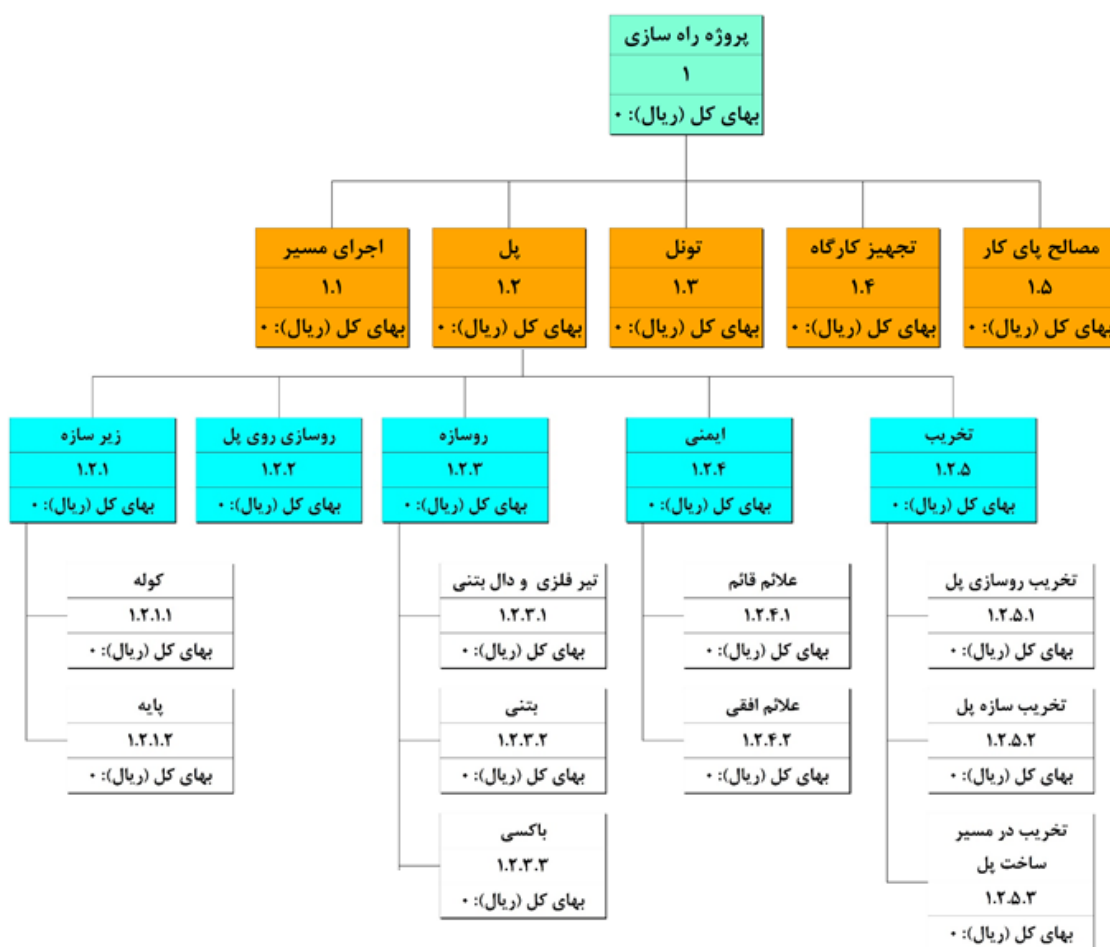 پروژه راه سازی
۱
بهای کل (ریال): ۰
اجرای مسیر
۱.۱
بهای کل (ریال): ۰
پل
۱.۲
بهای کل (ریال): ۰
تونل
۱.۳
بهای کل (ریال): ۰
تجهیز کارگاه
۱.۴
بهای کل (ریال): ۰
مصالح پای کار
۱.۵
بهای کل (ریال): ۰
زیر سازه
۱.۲.۱
بهای کل (ریال): ۰
روسازی روی پل
۱.۲.۲
بهای کل (ریال): ۰
روسازه
۱.۲.۳
بهای کل (ریال): ۰
ایمنی
۱.۲.۴
بهای کل (ریال): ۰
تخریب
۱.۲.۵
بهای کل (ریال): ۰
کوله
۱.۲.۱.۱
بهای کل (ریال): ۰
پایه
۱.۲.۱.۲
بهای کل (ریال): ۰
تیر فلزی و دال بتنی
۱.۲.۳.۱
بهای کل (ریال): ۰
بتنی
۱.۲.۳.۲
بهای کل (ریال): ۰
باکسی
۱.۲.۳.۳
بهای کل (ریال): ۰
علائم قائم
۱.۲.۴.۱
بهای کل (ریال): ۰
علائم افقی
۱.۲.۴.۲
بهای کل (ریال): ۰
تخریب روسازی پل
۱.۲.۵.۱
بهای کل (ریال): ۰
تخریب سازه پل
۱.۲.۵.۲
بهای کل (ریال): ۰
تخریب در مسیر
ساخت پل
۱.۲.۵.۳
بهای کل (ریال): ۰